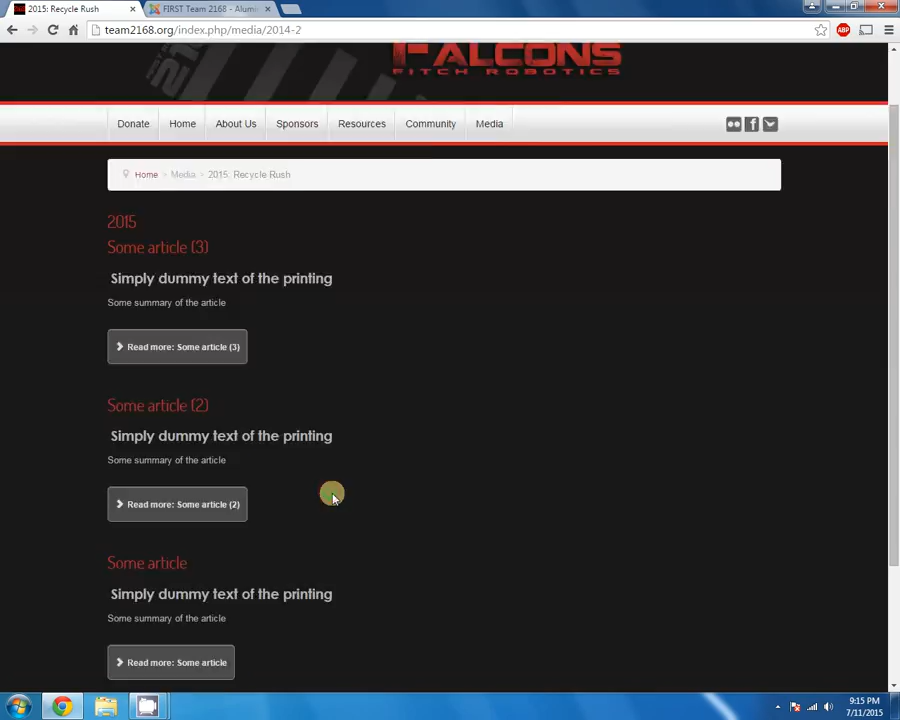 2015: Recycle Rush
FIRST Team 2168 - Alumni
team2168.org/index.php/media/2014-2
ABP
FALCONS
FITCH ROBOTICS
Donate
Home
About Us
Sponsors
Resources
Community
Media
Home
Media
2015: Recycle Rush
2015
Some article (3)
Simply dummy text of the printing
Some summary of the article
Read more: Some article (3)
Some article (2)
Simply dummy text of the printing
Some summary of the article
Read more: Some article (2)
Some article
Simply dummy text of the printing
Some summary of the article
Read more: Some article
9:15 PM
7/11/2015